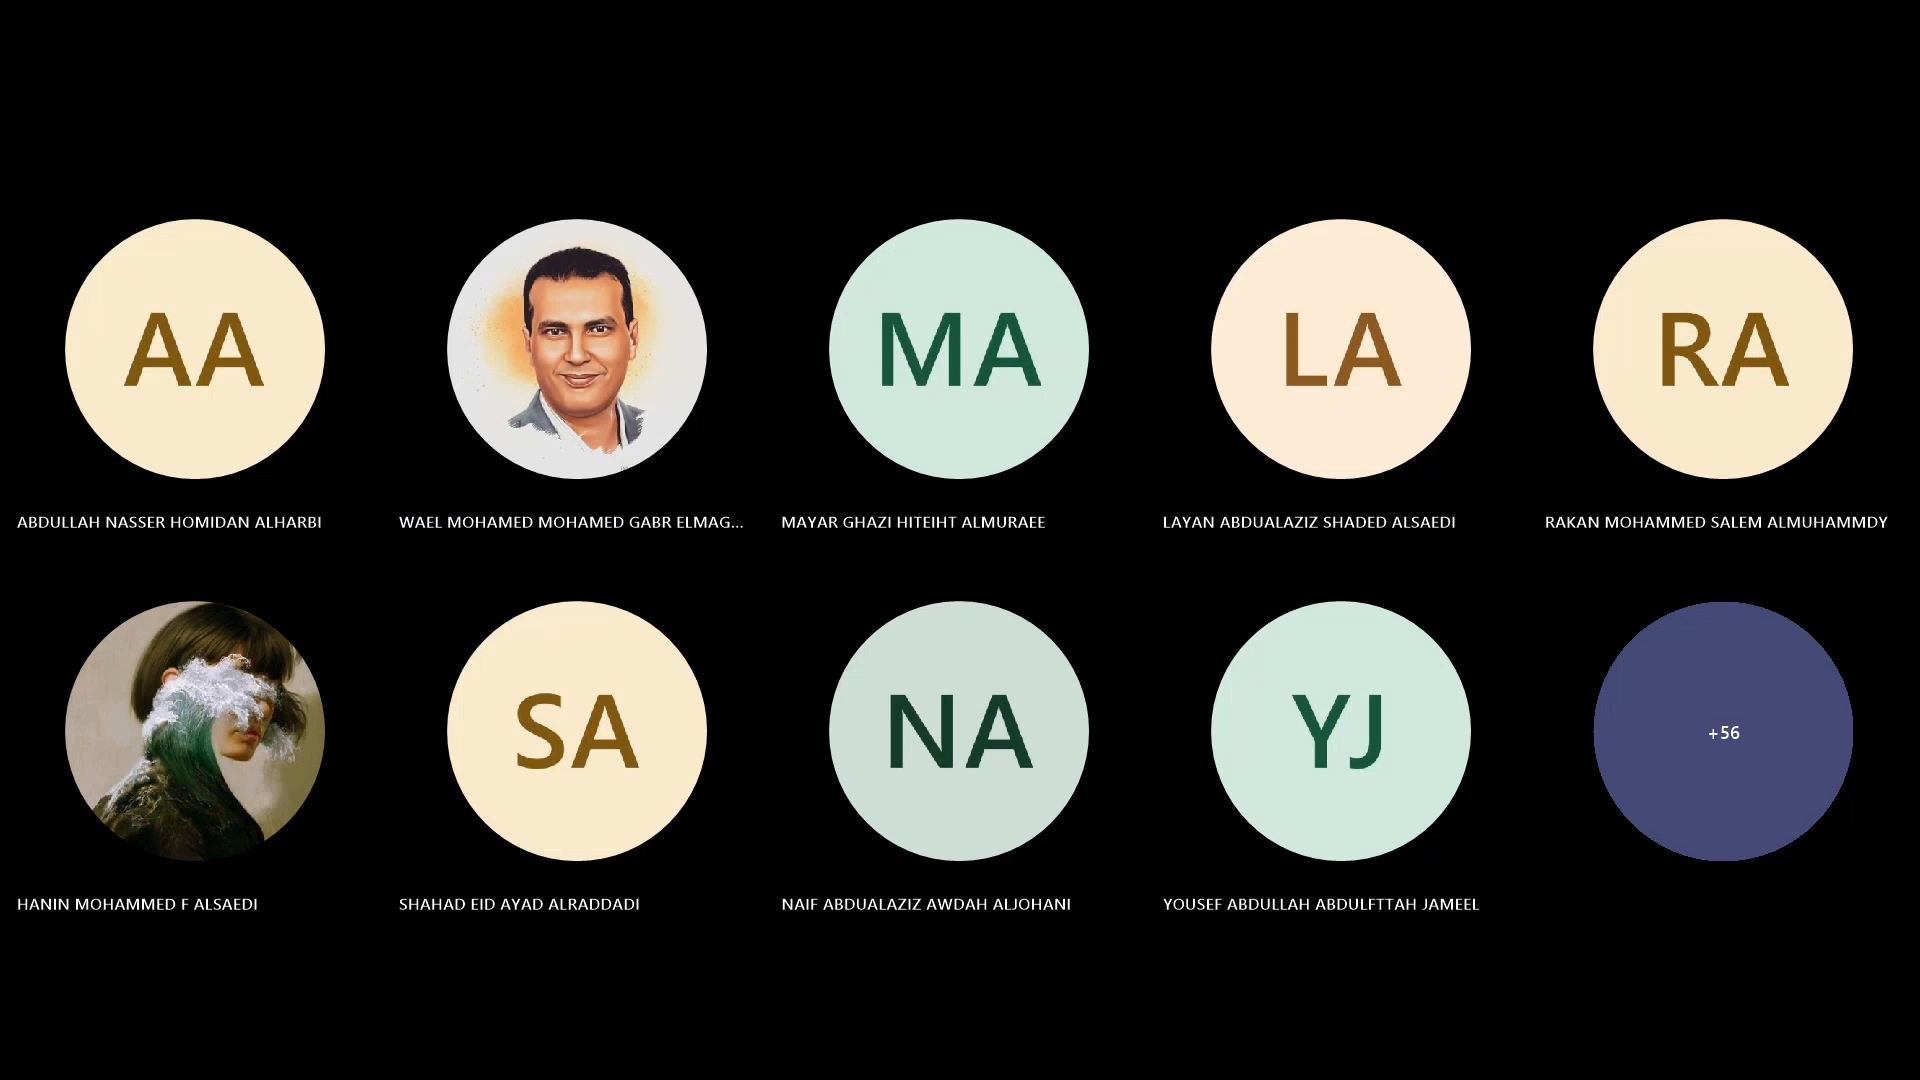 AA
MA
LA
RA
ABDULLAH NASSER HOMIDAN ALHARBI
WAEL MOHAMED MOHAMED GABR ELMAG...
MAYAR GHAZI HITEIHT ALMURAEE
LAYAN ABDUALAZIZ SHADED ALSAEDI
RAKAN MOHAMMED SALEM ALMUHAMMDY
SA
NA
YJ
+56
HANIN MOHAMMED F ALSAEDI
SHAHAD EID AYAD ALRADDADI
NAIF ABDUALAZIZ AWDAH ALJOHANI
YOUSEF ABDULLAH ABDULFTTAH JAMEEL